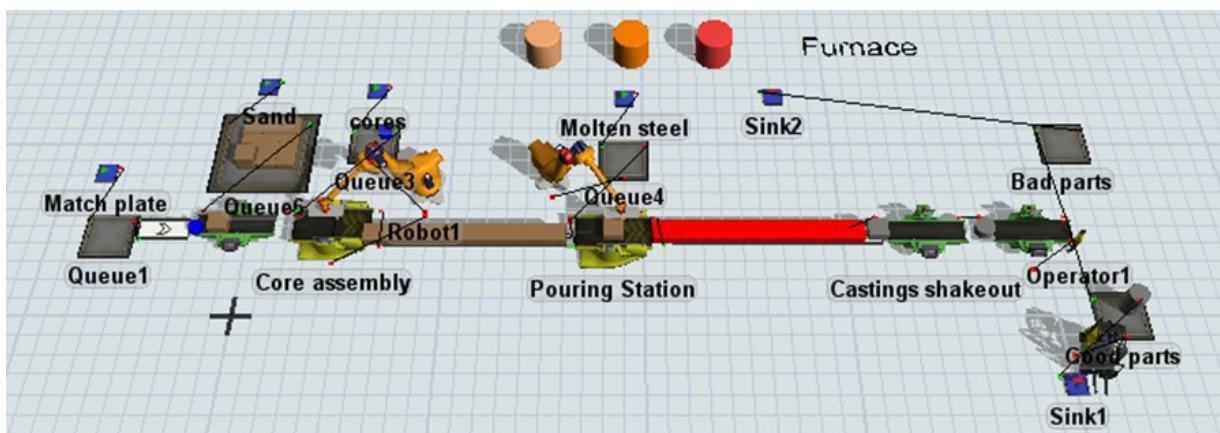 Furnace
Sand
cores
Molten steel
Sink2
Match plate
Queue6
Queue3
Queue4
Bad parts
Queue1
Core assembly
Robot1
Pouring Station
Castings shakeout
Operator1
Good parts
Sink1